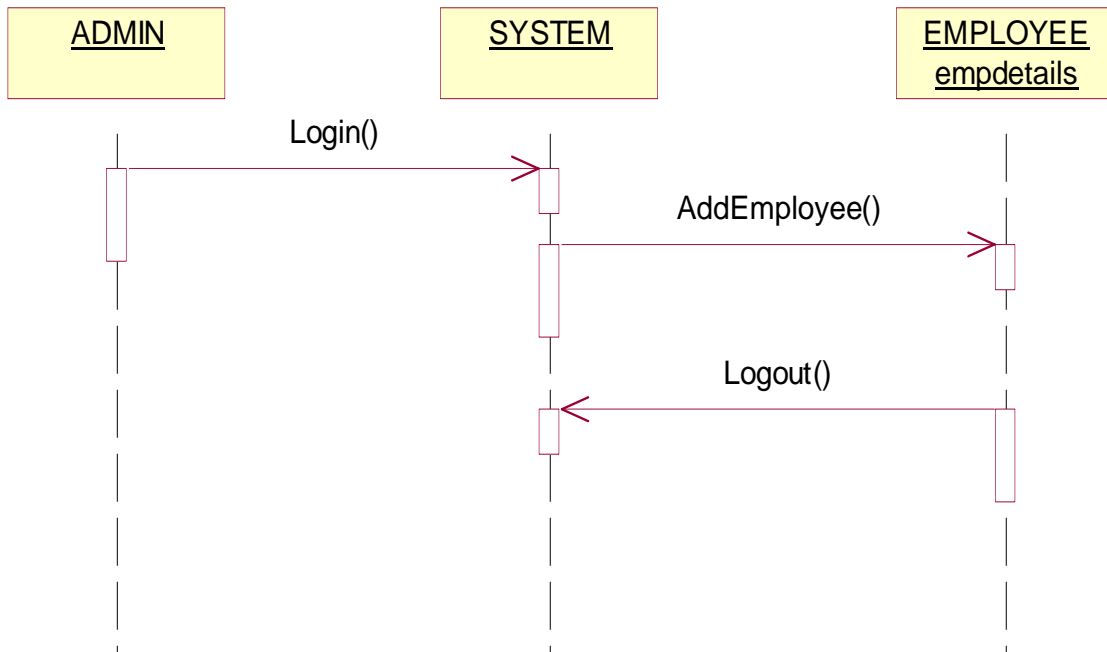 ADMIN
SYSTEM
EMPLOYEE
empdetails
Login()
AddEmployee()
Logout()